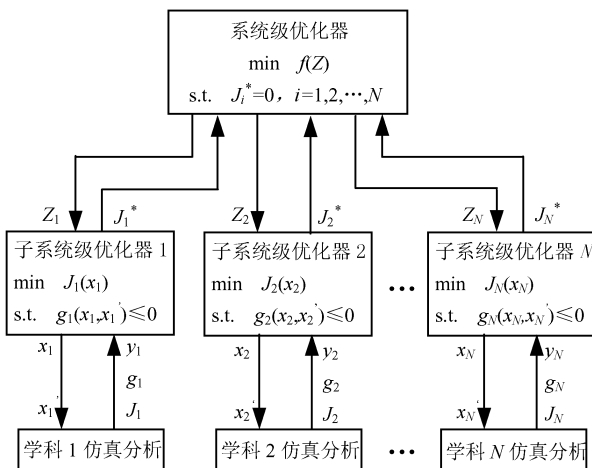 系统级优化器
min f(Z)
s.t. J_i^*=0，i=1,2,…,N
Z_1 J_1^* Z_2 J_2^* Z_N J_N^*
子系统级优化器 1 子系统级优化器 2 子系统级优化器 N
min J_1(x_1) min J_2(x_2) … min J_N(x_N)
s.t. g_1(x_1,x_1')≤0 s.t. g_2(x_2,x_2')≤0 s.t. g_N(x_N,x_N')≤0
x_1 y_1 x_2 y_2 x_N y_N
g_1 g_2 g_N
x_1' J_1 x_2' J_2 x_N' J_N
学科 1 仿真分析 学科 2 仿真分析 … 学科 N 仿真分析